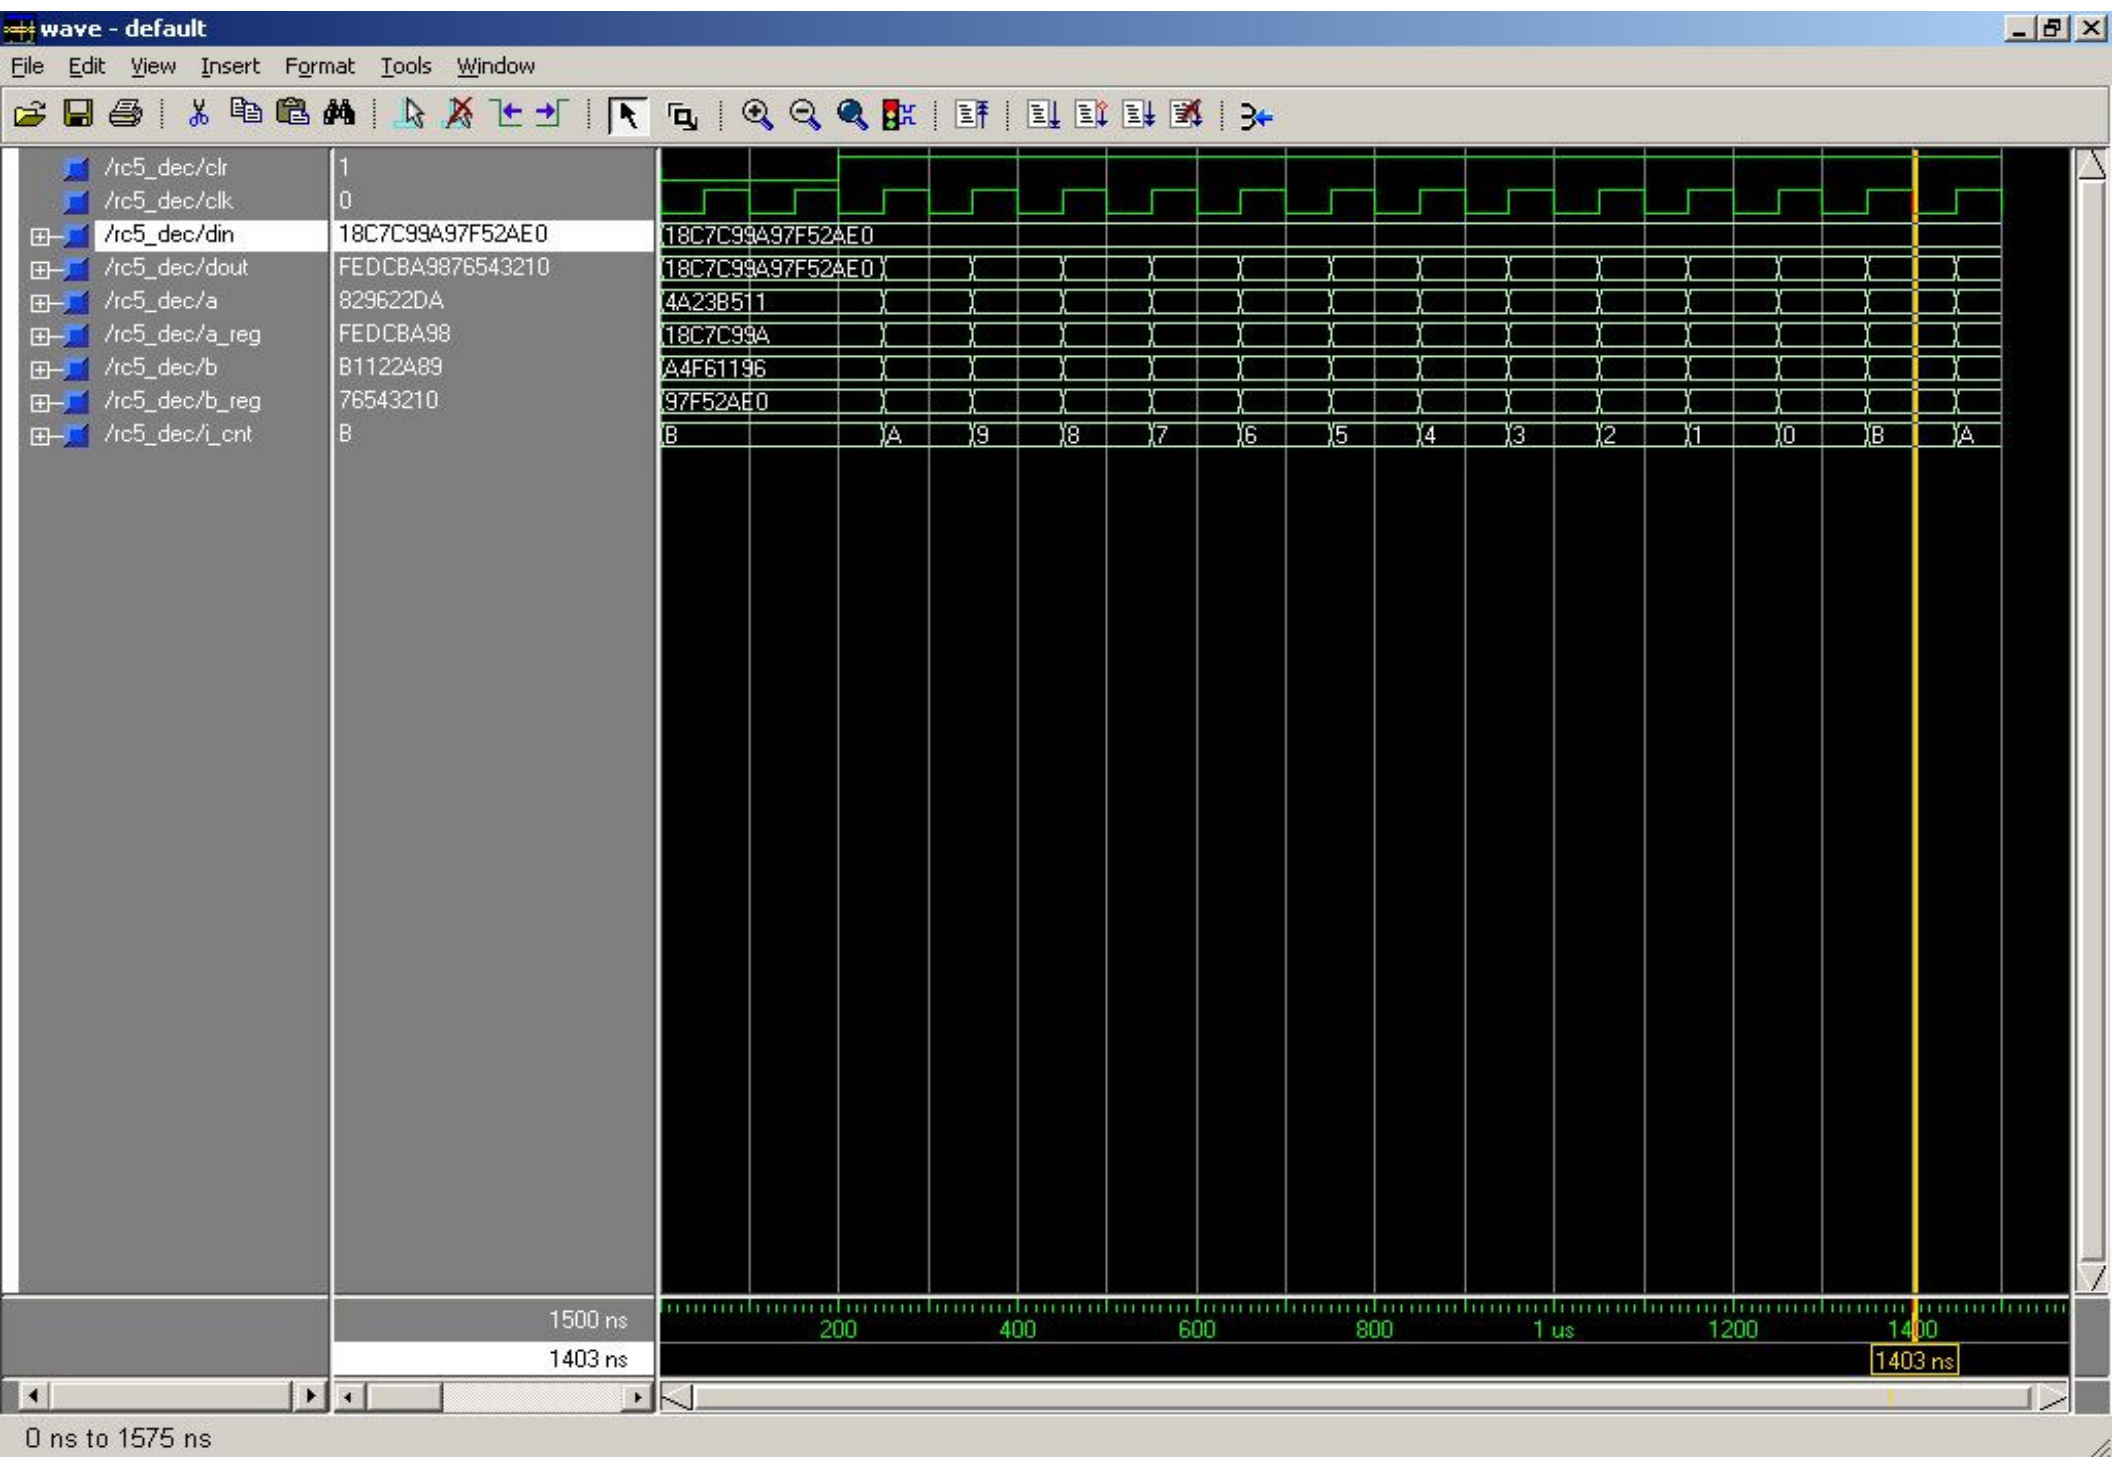 wave - default
File Edit View Insert Format Tools Window
/rc5_dec/clr 1
/rc5_dec/clk 0
/rc5_dec/din 18C7C99A97F52AE0 18C7C99A97F52AE0
/rc5_dec/dout FEDCBA9876543210 18C7C99A97F52AE0
/rc5_dec/a 829622DA 4A23B511
/rc5_dec/a_reg FEDCBA98 18C7C99A
/rc5_dec/b B1122A89 A4F61196
/rc5_dec/b_reg 76543210 97F52AE0
/rc5_dec/i_cnt B B A 9 8 7 6 5 4 3 2 1 0 B A
1500 ns 200 400 600 800 1 us 1200 1400
1403 ns 1403 ns
0 ns to 1575 ns